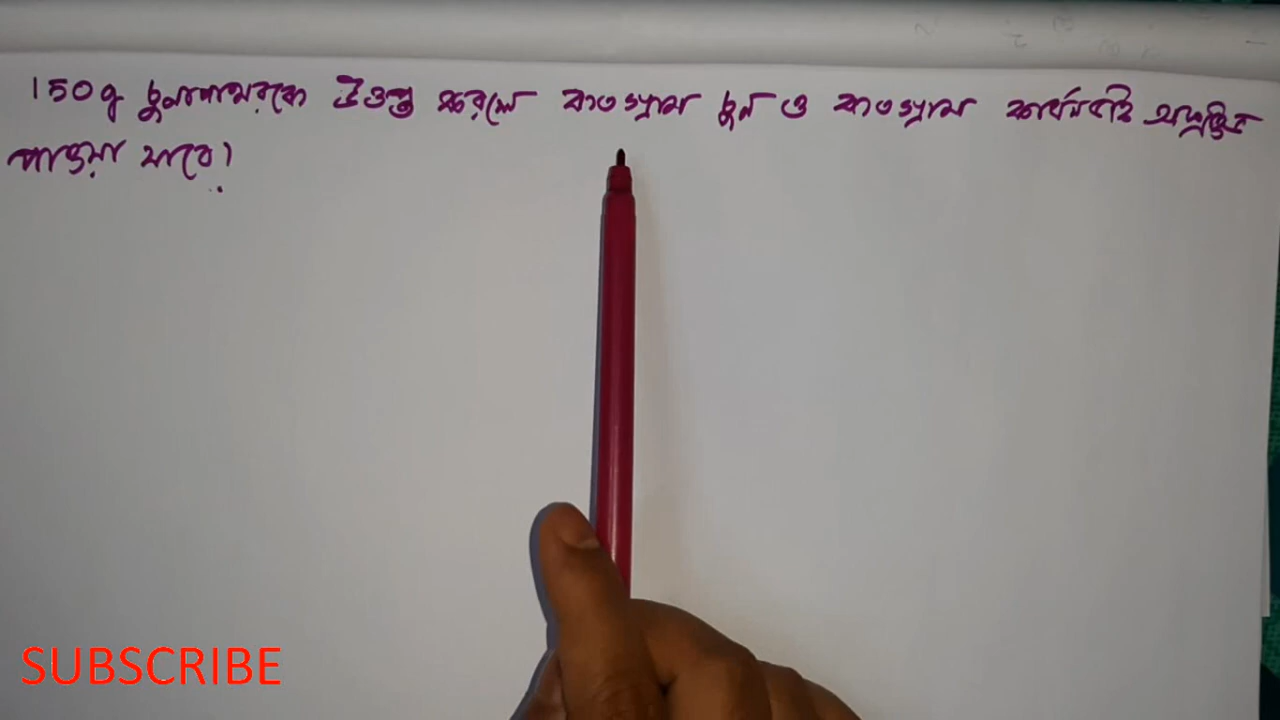 150g চুনাপাথরকে উত্তপ্ত করলে কতগ্রাম চুন ও কতগ্রাম কার্বনডাই অক্সাইড
পাওয়া যাবে?
SUBSCRIBE